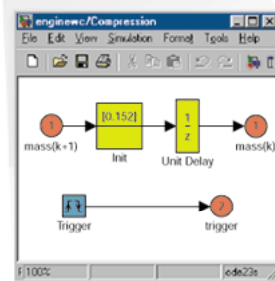 enginewc/Compression
File Edit View Simulation Format Tools Help
[0.152]
1
z
1
1
mass(k+1)
Init
Unit Delay
mass(k)
2
Trigger
trigger
100%
ode23s